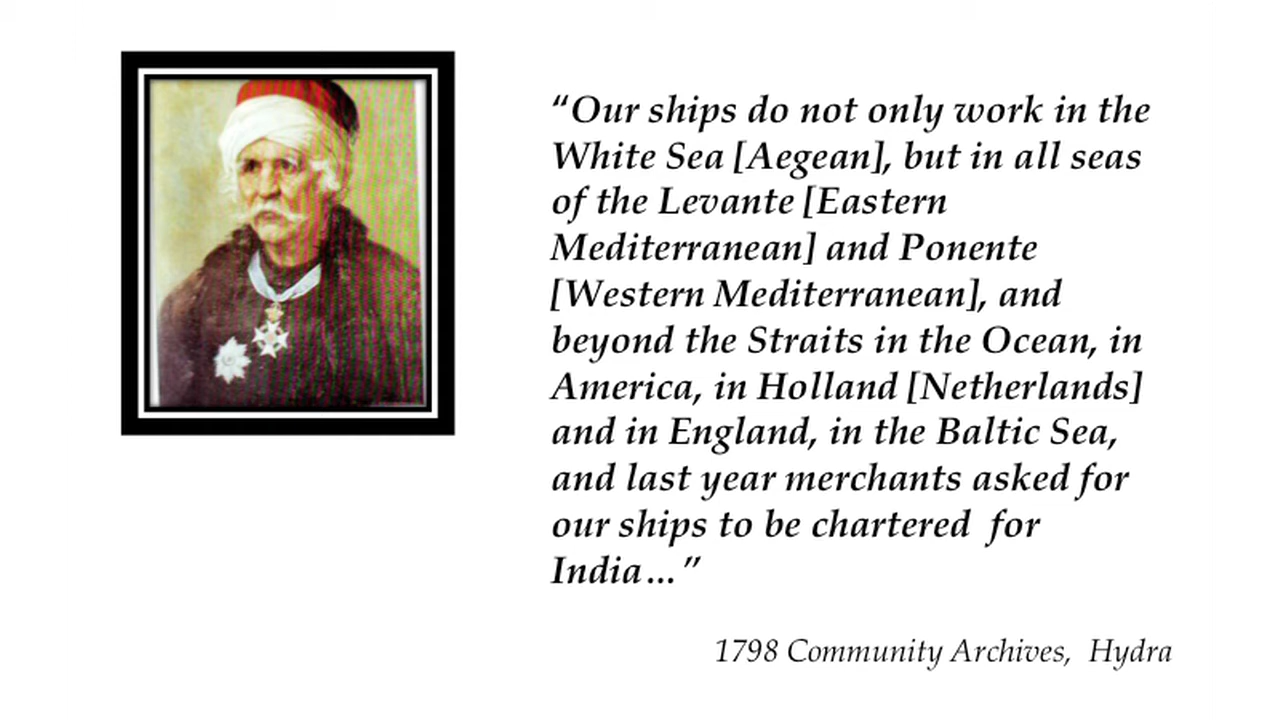 “Our ships do not only work in the
White Sea [Aegean], but in all seas
of the Levante [Eastern
Mediterranean] and Ponente
[Western Mediterranean], and
beyond the Straits in the Ocean, in
America, in Holland [Netherlands]
and in England, in the Baltic Sea,
and last year merchants asked for
our ships to be chartered  for
India…”
1798 Community Archives,  Hydra